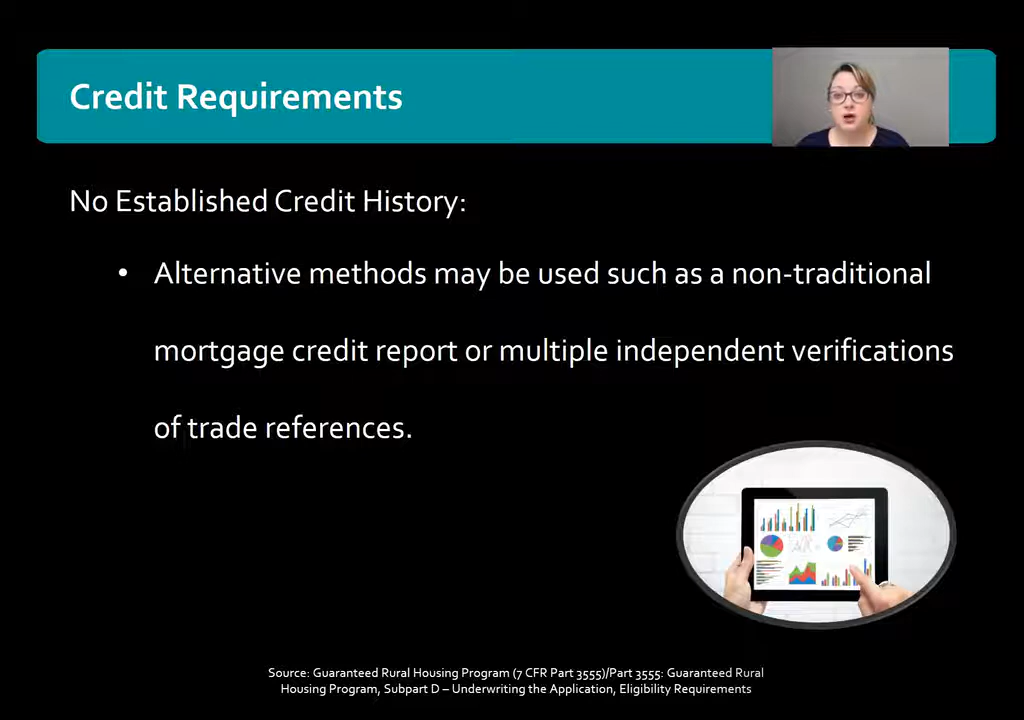 Credit Requirements
No Established Credit History:
• Alternative methods may be used such as a non-traditional
mortgage credit report or multiple independent verifications
of trade references.
Source: Guaranteed Rural Housing Program (7 CFR Part 3555)/Part 3555: Guaranteed Rural
Housing Program, Subpart D – Underwriting the Application, Eligibility Requirements